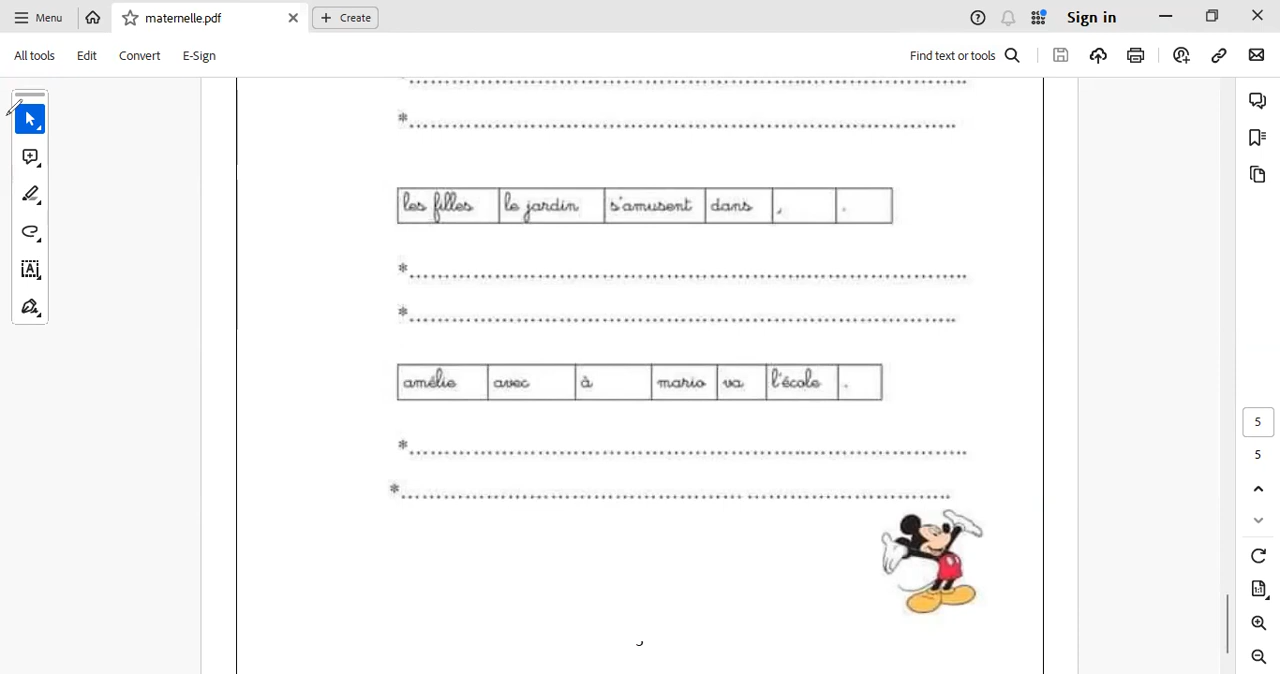 Menu maternelle.pdf Create Sign in
All tools Edit Convert E-Sign Find text or tools
*........................................................................
les filles le jardin s'amusent dans , .
*........................................................................
*........................................................................
amélie avec à mario va l'école .
*........................................................................
*........................................................................
5
5